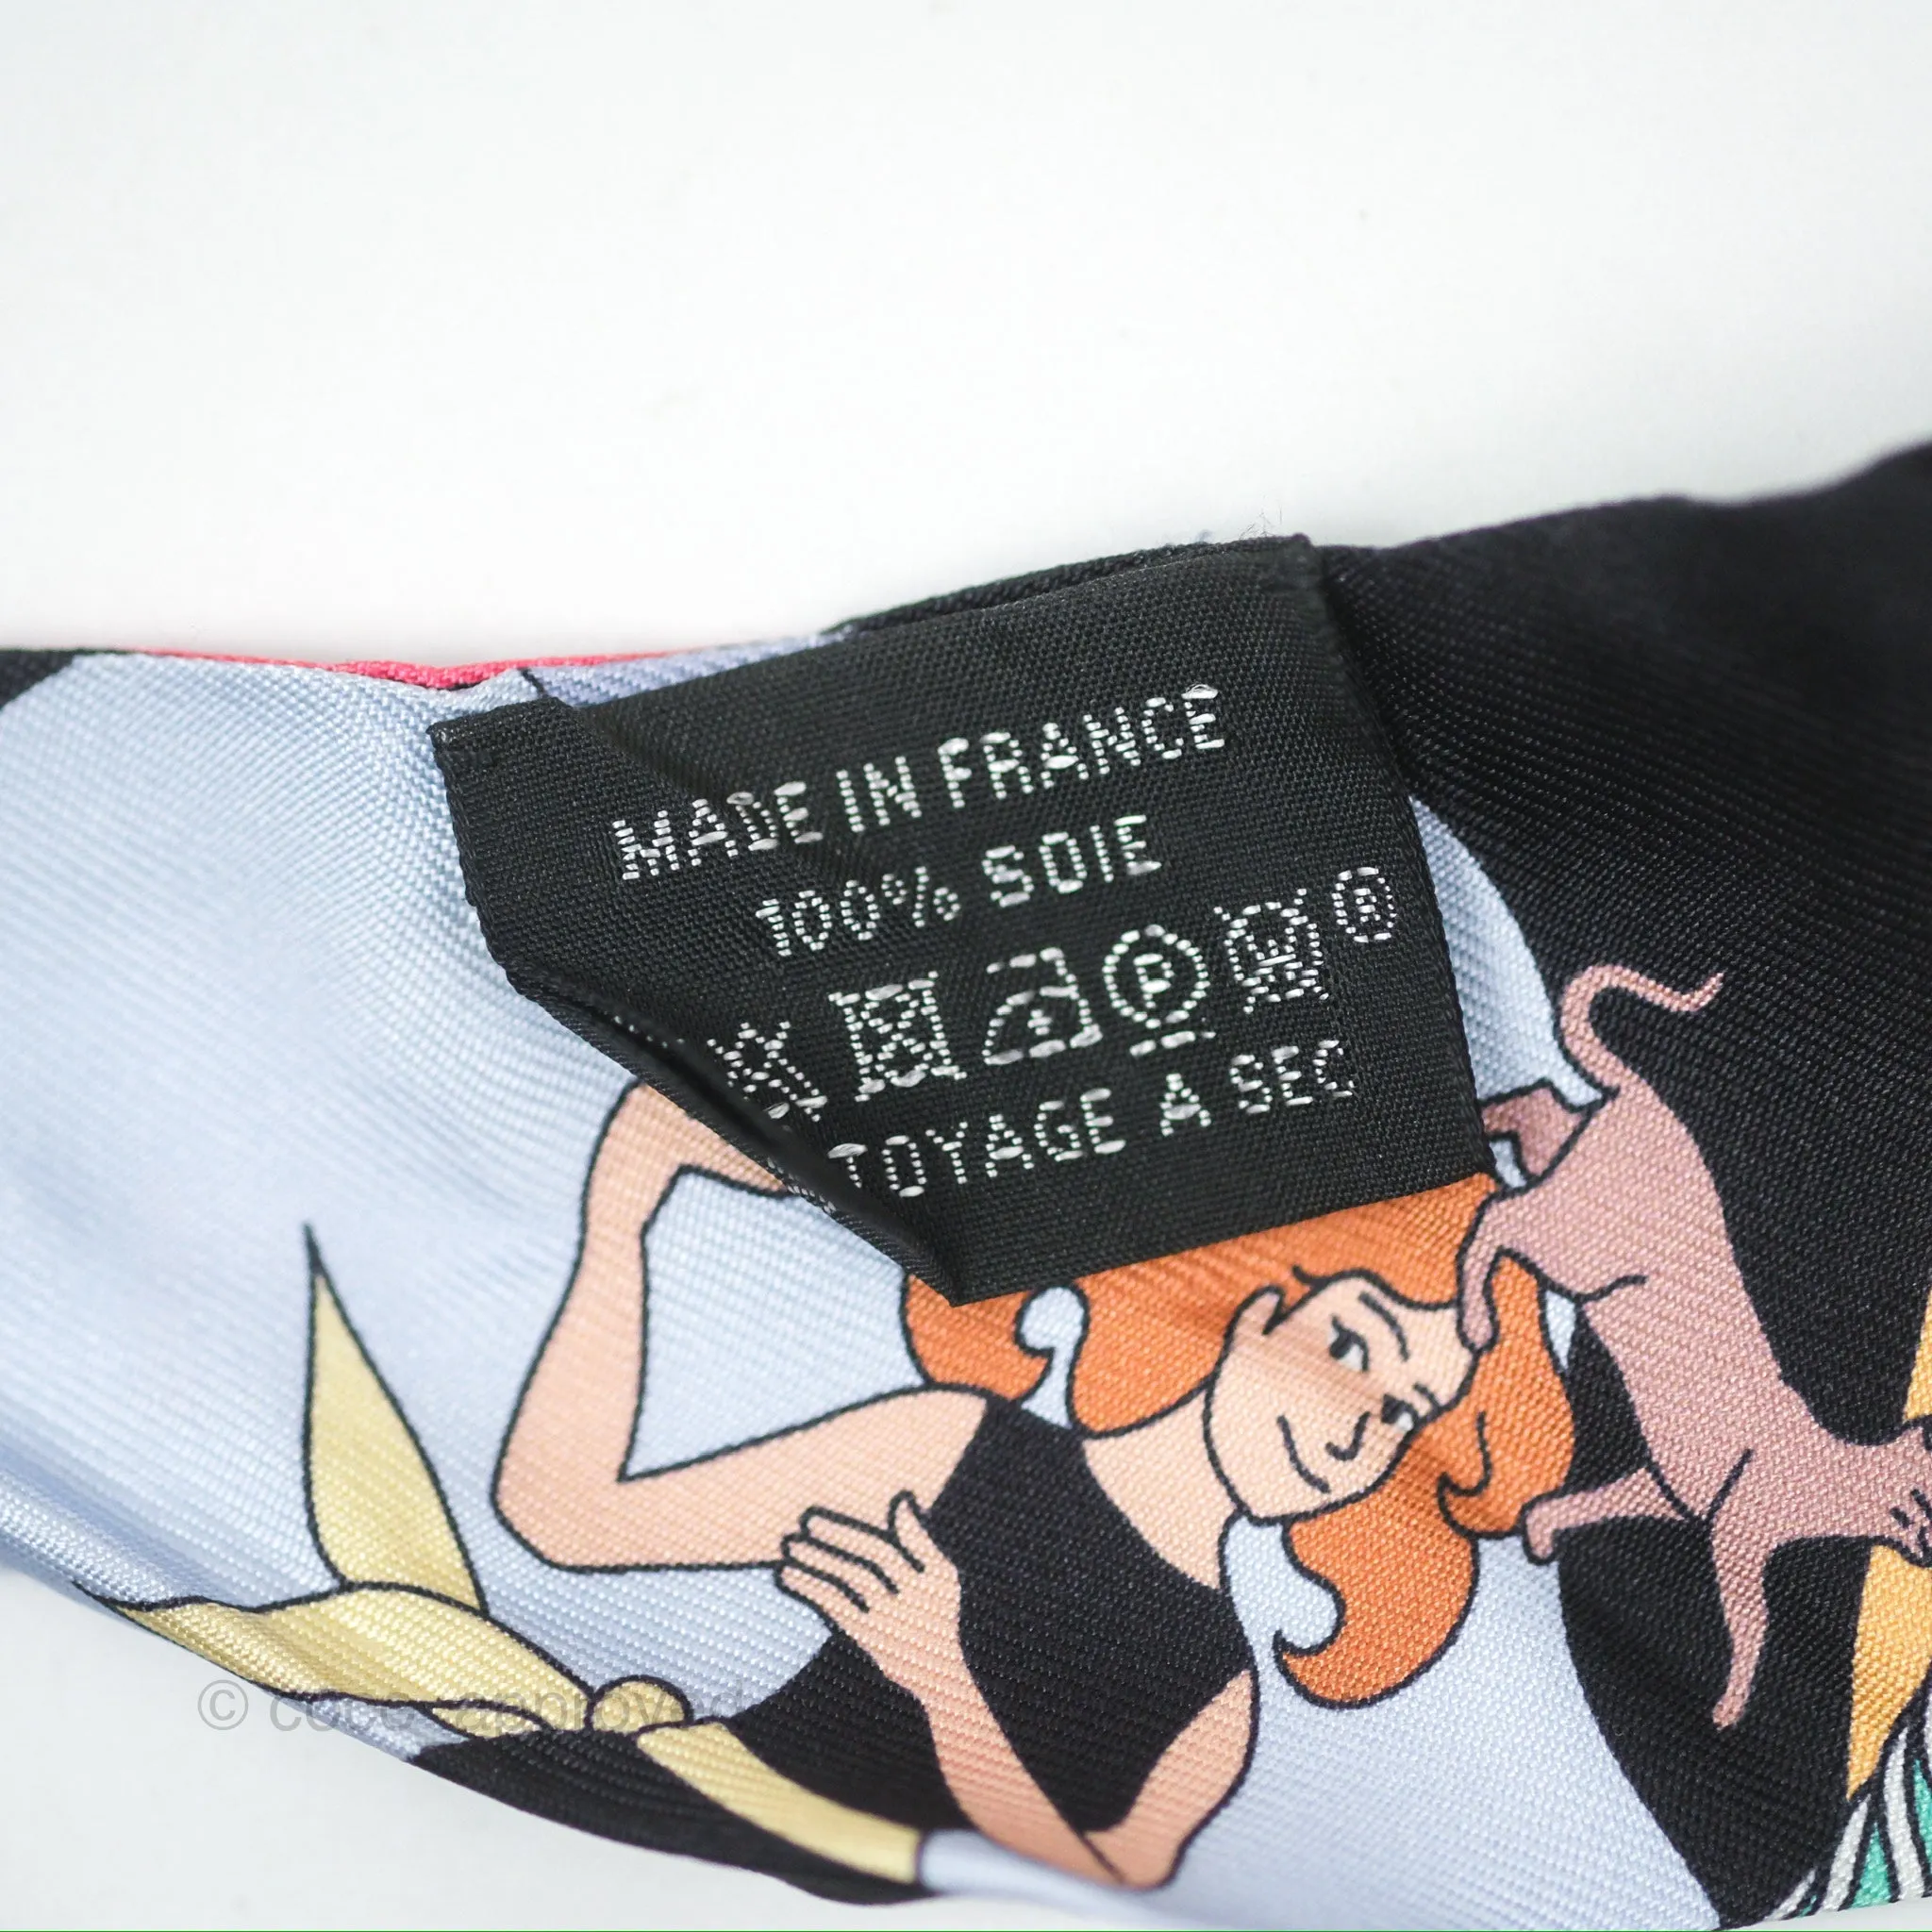 MADE IN FRANCE
100% SOIE
P W ®
TOYAGE A SEC